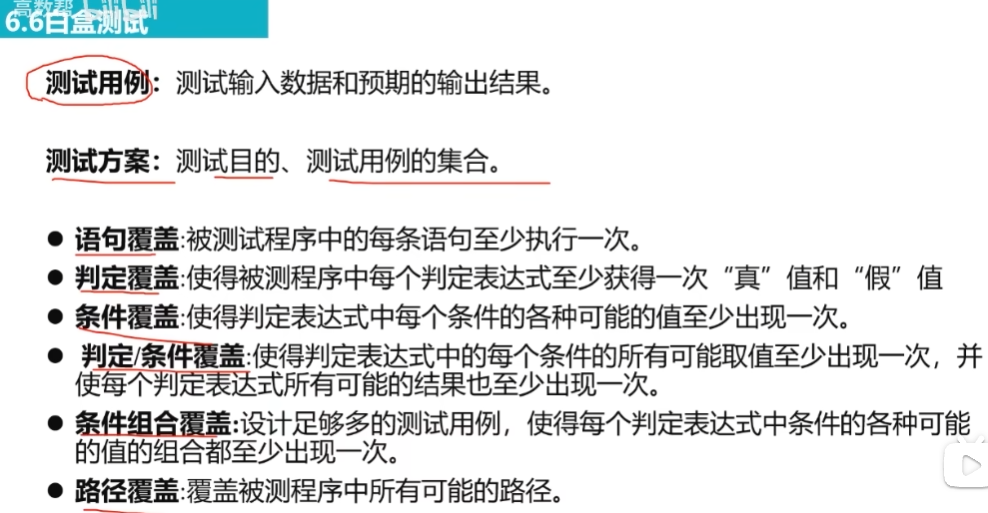 高数帮 bilibili
6.6白盒测试
测试用例：测试输入数据和预期的输出结果。
测试方案：测试目的、测试用例的集合。
● 语句覆盖:被测试程序中的每条语句至少执行一次。
● 判定覆盖:使得被测程序中每个判定表达式至少获得一次“真”值和“假”值
● 条件覆盖:使得判定表达式中每个条件的各种可能的值至少出现一次。
● 判定/条件覆盖:使得判定表达式中的每个条件的所有可能取值至少出现一次，并
使每个判定表达式所有可能的结果也至少出现一次。
● 条件组合覆盖:设计足够多的测试用例，使得每个判定表达式中条件的各种可能
的值的组合都至少出现一次。
● 路径覆盖:覆盖被测程序中所有可能的路径。